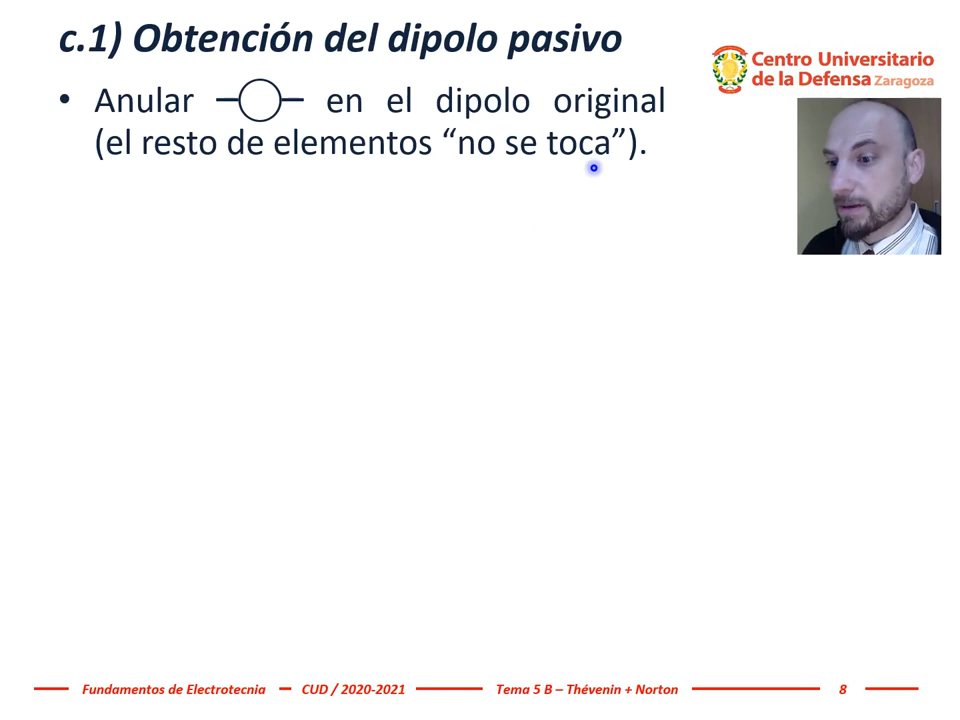 c.1) Obtención del dipolo pasivo
Centro Universitario
de la Defensa Zaragoza
• Anular en el dipolo original
(el resto de elementos “no se toca”).
Fundamentos de Electrotecnia CUD / 2020-2021 Tema 5 B – Thévenin + Norton 8